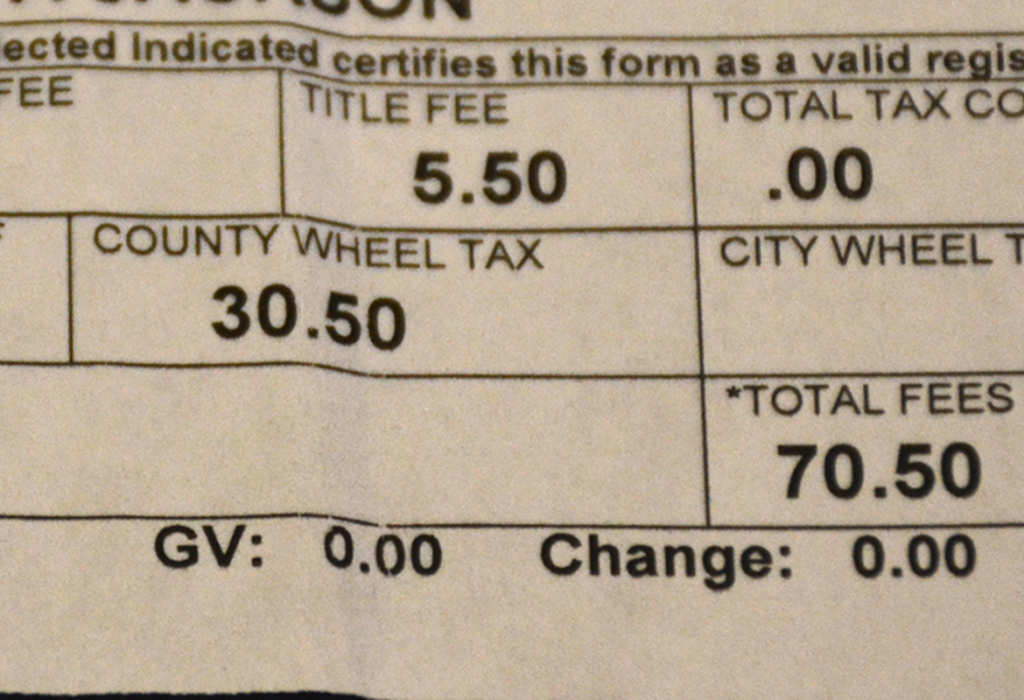 ected Indicated certifies this form as a valid regis
FEE TITLE FEE TOTAL TAX CO
5.50 .00
COUNTY WHEEL TAX CITY WHEEL T
30.50
*TOTAL FEES
70.50
GV: 0.00 Change: 0.00